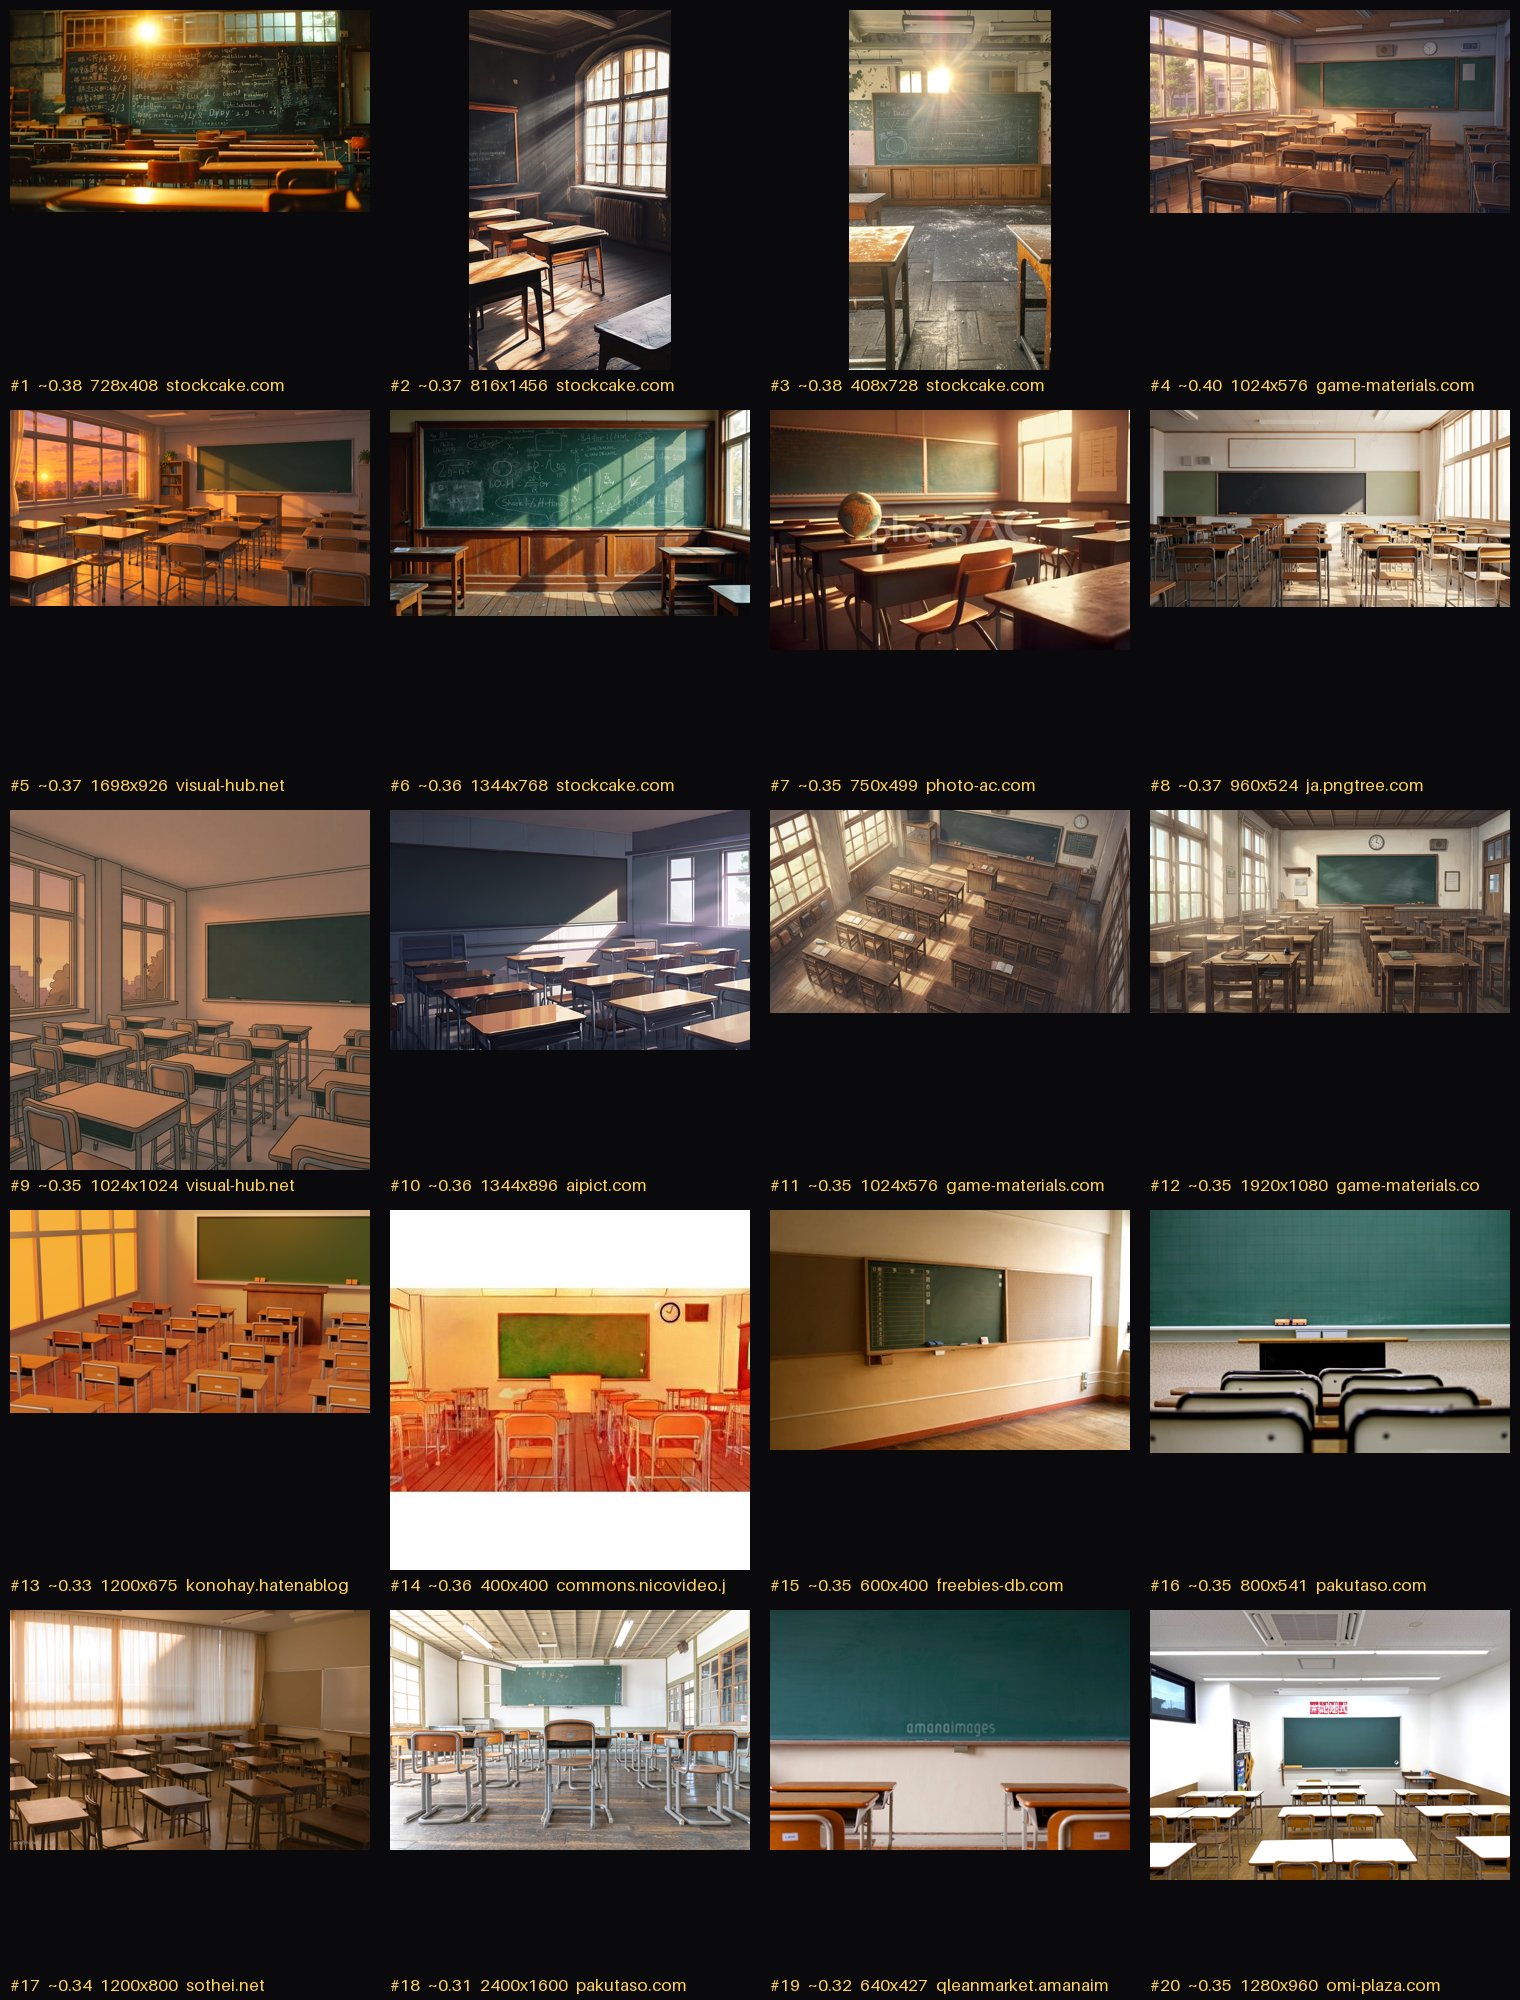 #1 ~0.38 728x408 stockcake.com
#2 ~0.37 816x1456 stockcake.com
#3 ~0.38 408x728 stockcake.com
#4 ~0.40 1024x576 game-materials.com
photoAC
#5 ~0.37 1698x926 visual-hub.net
#6 ~0.36 1344x768 stockcake.com
#7 ~0.35 750x499 photo-ac.com
#8 ~0.37 960x524 ja.pngtree.com
#9 ~0.35 1024x1024 visual-hub.net
#10 ~0.36 1344x896 aipict.com
#11 ~0.35 1024x576 game-materials.com
#12 ~0.35 1920x1080 game-materials.co
#13 ~0.33 1200x675 konohay.hatenablog
#14 ~0.36 400x400 commons.nicovideo.j
#15 ~0.35 600x400 freebies-db.com
#16 ~0.35 800x541 pakutaso.com
amanaimages
#17 ~0.34 1200x800 sothei.net
#18 ~0.31 2400x1600 pakutaso.com
#19 ~0.32 640x427 qleanmarket.amanaim
#20 ~0.35 1280x960 omi-plaza.com